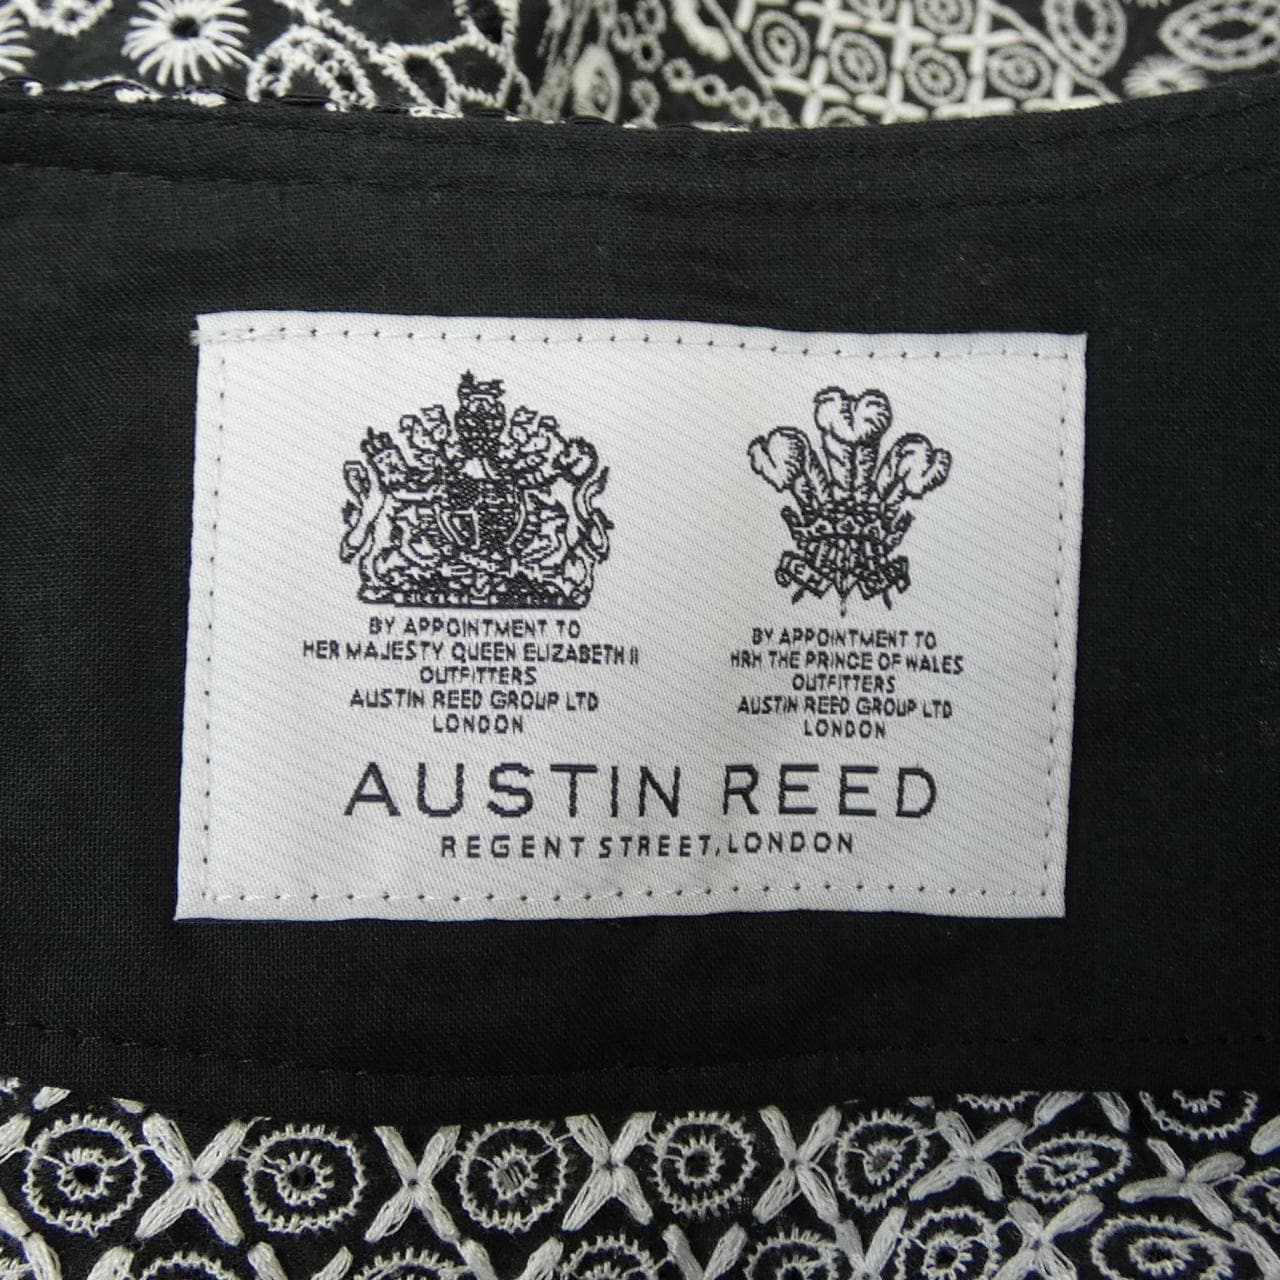 BY APPOINTMENT TO
HER MAJESTY QUEEN ELIZABETH II
OUTFITTERS
AUSTIN REED GROUP LTD
LONDON
BY APPOINTMENT TO
HRH THE PRINCE OF WALES
OUTFITTERS
AUSTIN REED GROUP LTD
LONDON
AUSTIN REED
REGENT STREET, LONDON